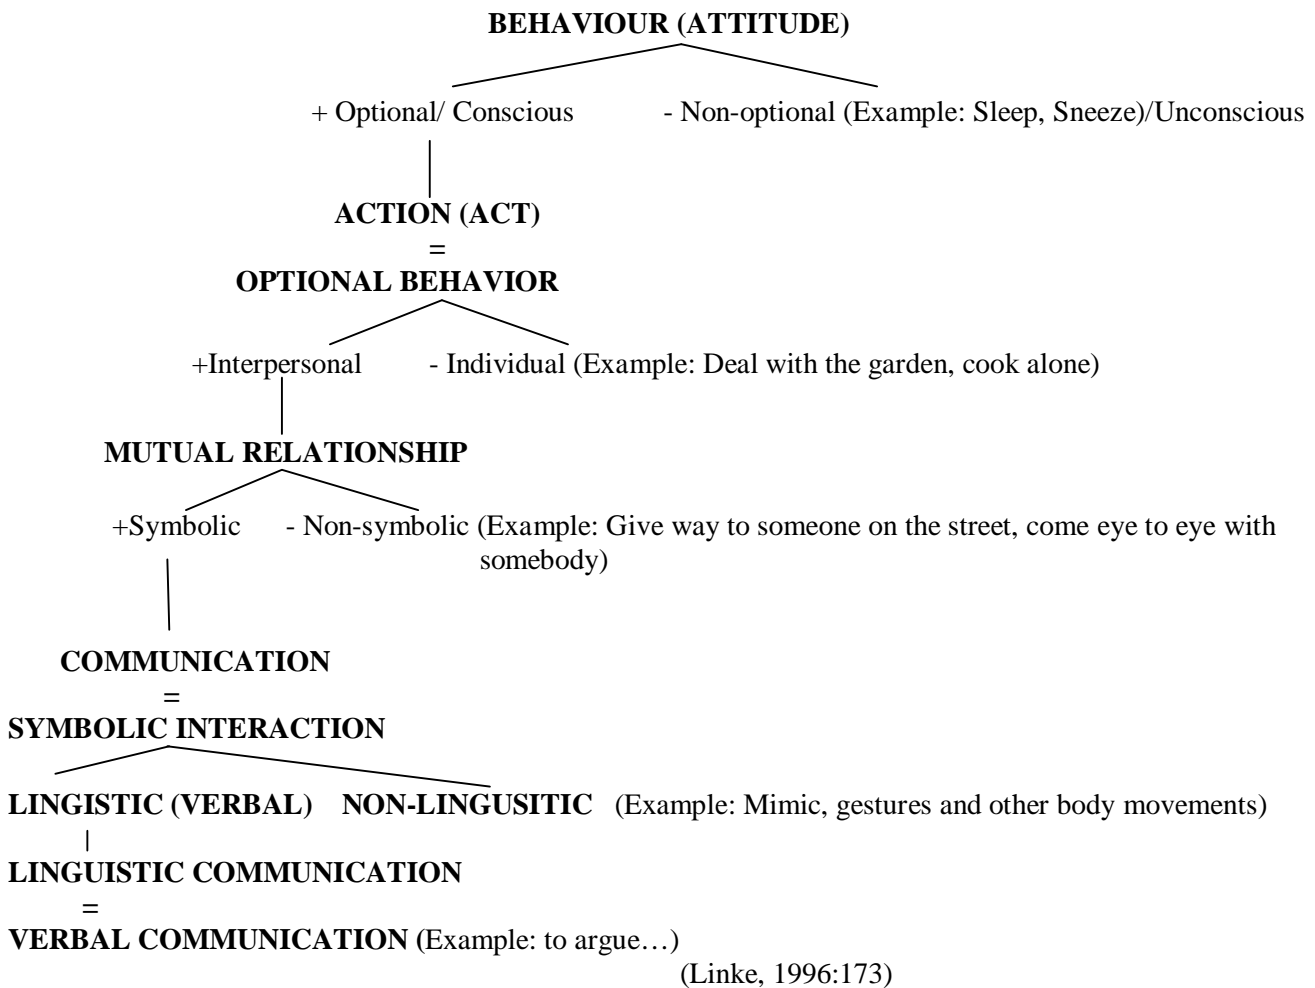 BEHAVIOUR (ATTITUDE)
+ Optional/ Conscious - Non-optional (Example: Sleep, Sneeze)/Unconscious
ACTION (ACT)
=
OPTIONAL BEHAVIOR
+Interpersonal - Individual (Example: Deal with the garden, cook alone)
MUTUAL RELATIONSHIP
+Symbolic - Non-symbolic (Example: Give way to someone on the street, come eye to eye with
somebody)
COMMUNICATION
=
SYMBOLIC INTERACTION
LINGISTIC (VERBAL) NON-LINGUSITIC (Example: Mimic, gestures and other body movements)
LINGUISTIC COMMUNICATION
=
VERBAL COMMUNICATION (Example: to argue…)
(Linke, 1996:173)